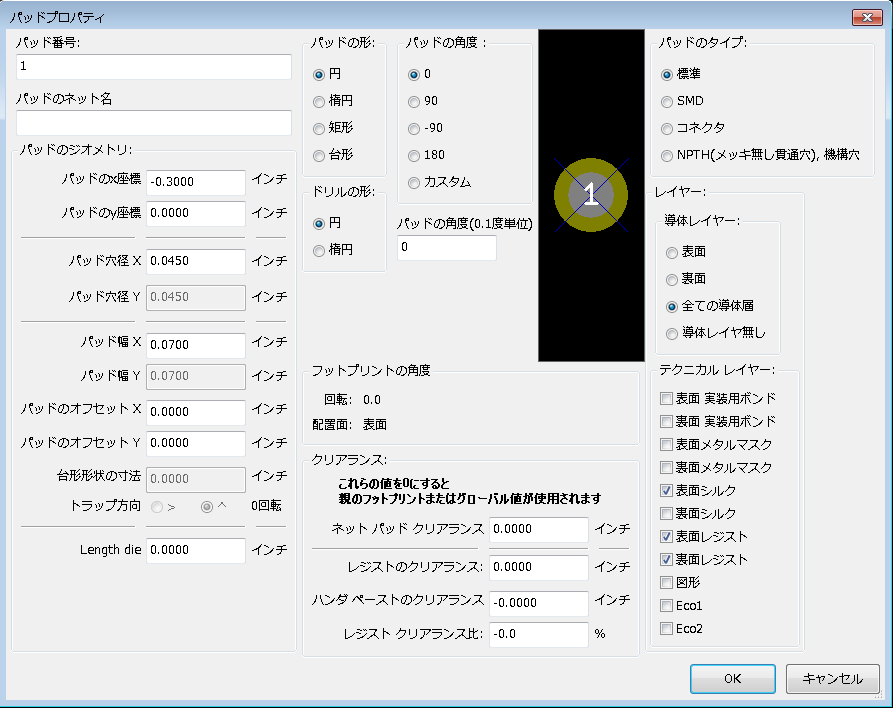 パッドプロパティ
パッド番号:
1
パッドのネット名
パッドのジオメトリ:
パッドのx座標 -0.3000 インチ
パッドのy座標 0.0000 インチ
パッド穴径 X 0.0450 インチ
パッド穴径 Y 0.0450 インチ
パッド幅 X 0.0700 インチ
パッド幅 Y 0.0700 インチ
パッドのオフセット X 0.0000 インチ
パッドのオフセット Y 0.0000 インチ
台形形状の寸法 0.0000 インチ
トラップ方向 > ^ 0回転
Length die 0.0000 インチ
パッドの形:
円
楕円
矩形
台形
ドリルの形:
円
楕円
パッドの角度 :
0
90
-90
180
カスタム
パッドの角度(0.1度単位)
0
1
フットプリントの角度
回転: 0.0
配置面: 表面
クリアランス:
これらの値を0にすると
親のフットプリントまたはグローバル値が使用されます
ネット パッド クリアランス 0.0000 インチ
レジストのクリアランス: 0.0000 インチ
ハンダ ペーストのクリアランス -0.0000 インチ
レジスト クリアランス比: -0.0 %
パッドのタイプ:
標準
SMD
コネクタ
NPTH(メッキ無し貫通穴), 機構穴
レイヤー:
導体レイヤー:
表面
裏面
全ての導体層
導体レイヤ無し
テクニカル レイヤー:
表面 実装用ボンド
裏面 実装用ボンド
表面メタルマスク
裏面メタルマスク
表面シルク
裏面シルク
表面レジスト
裏面レジスト
図形
Eco1
Eco2
OK
キャンセル